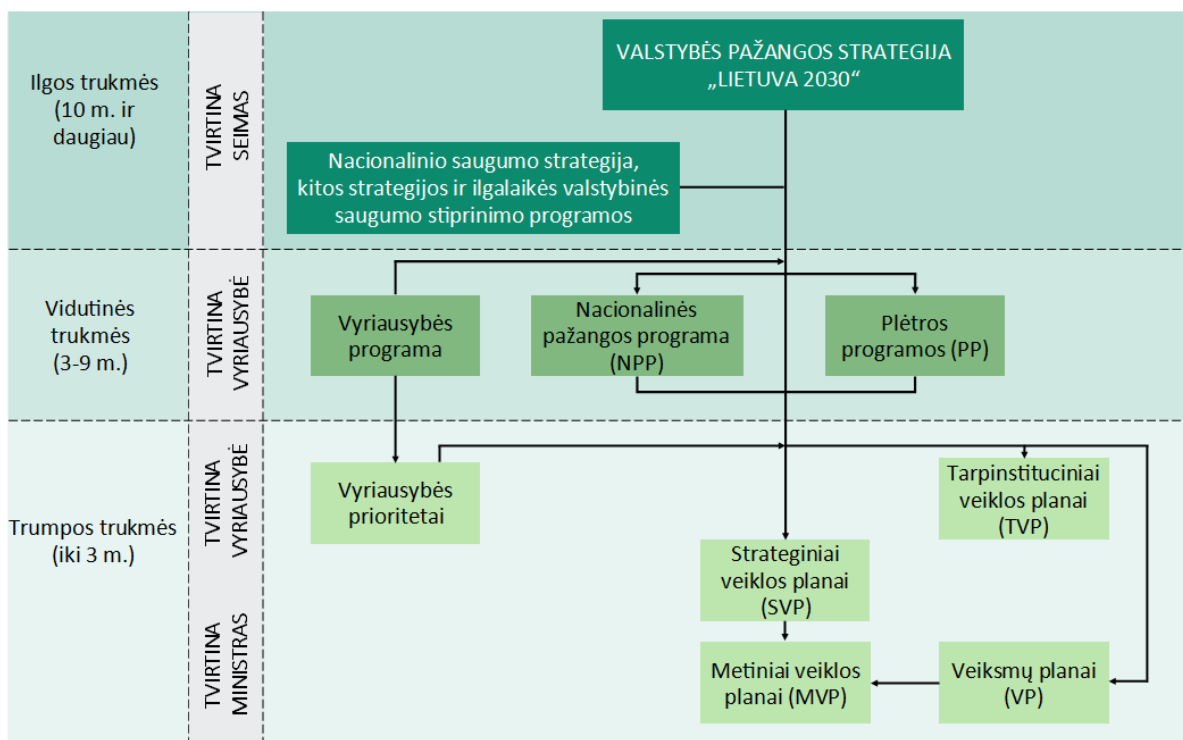 VALSTYBĖS PAŽANGOS STRATEGIJA
„LIETUVA 2030“
Ilgos trukmės
(10 m. ir
daugiau)
TVIRTINA
SEIMAS
Nacionalinio saugumo strategija,
kitos strategijos ir ilgalaikės valstybinės
saugumo stiprinimo programos
Vidutinės
trukmės
(3-9 m.)
TVIRTINA
VYRIAUSYBĖ
Vyriausybės
programa
Nacionalinės
pažangos programa
(NPP)
Plėtros
programos (PP)
Trumpos trukmės
(iki 3 m.)
TVIRTINA
VYRIAUSYBĖ
Vyriausybės
prioritetai
Tarpinstituciniai
veiklos planai
(TVP)
Strateginiai
veiklos planai
(SVP)
TVIRTINA
MINISTRAS
Metiniai veiklos
planai (MVP)
Veiksmų planai
(VP)